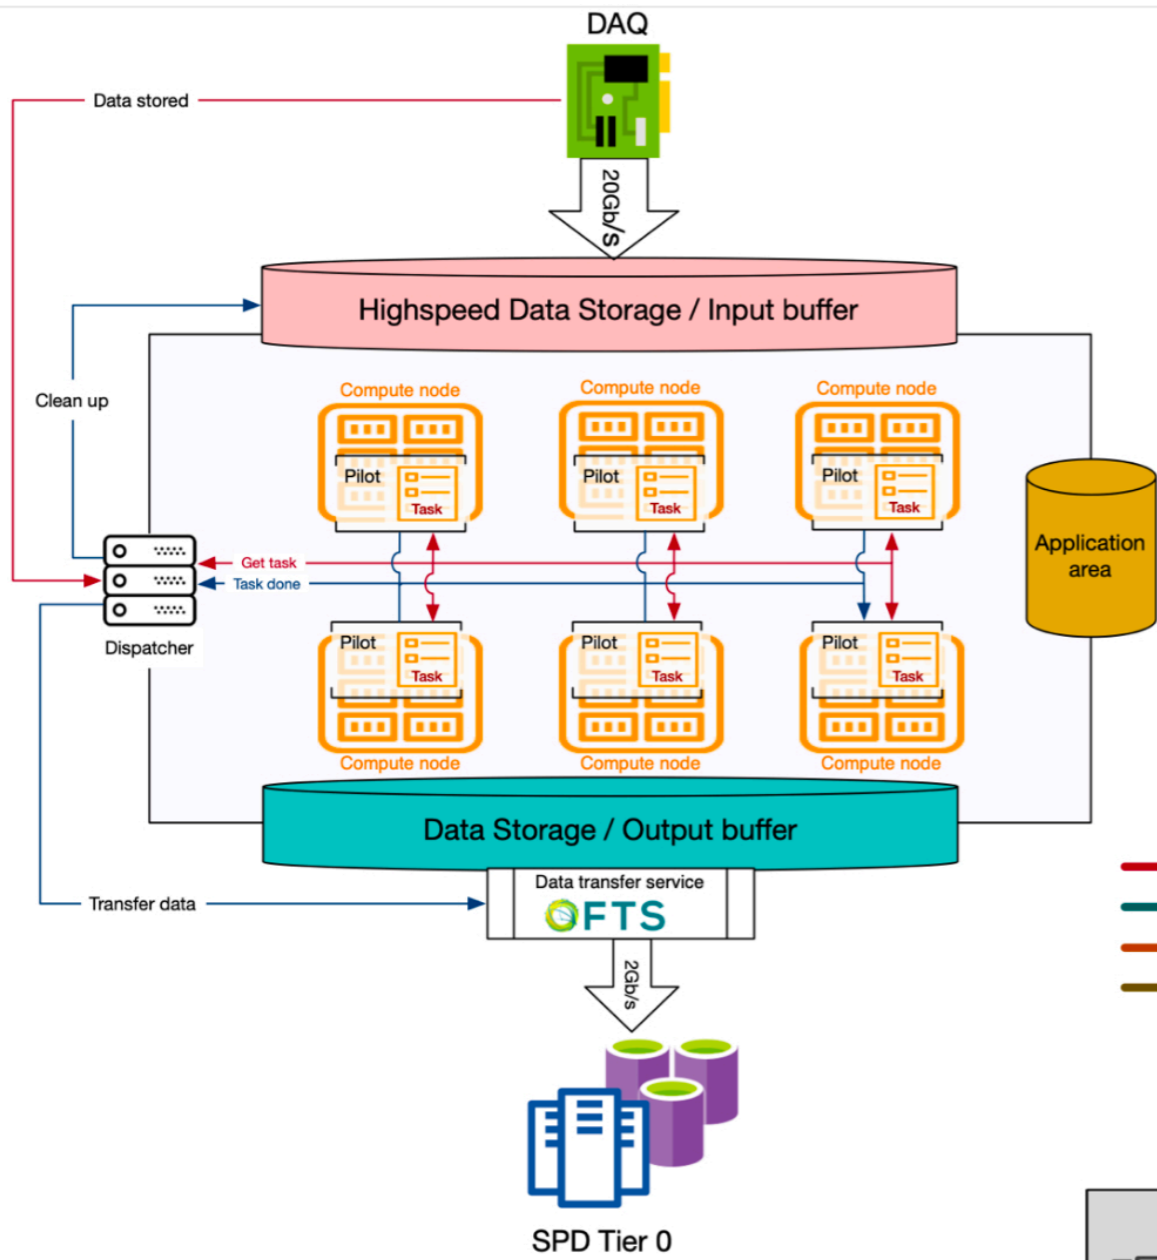 DAQ
Data stored
20Gb/s
Highspeed Data Storage / Input buffer
Clean up
Compute node
Compute node
Compute node
Pilot
Task
Pilot
Task
Pilot
Task
Application
area
Get task
Task done
Dispatcher
Pilot
Task
Pilot
Task
Pilot
Task
Compute node
Compute node
Compute node
Data Storage / Output buffer
Data transfer service
FTS
Transfer data
2Gb/s
SPD Tier 0